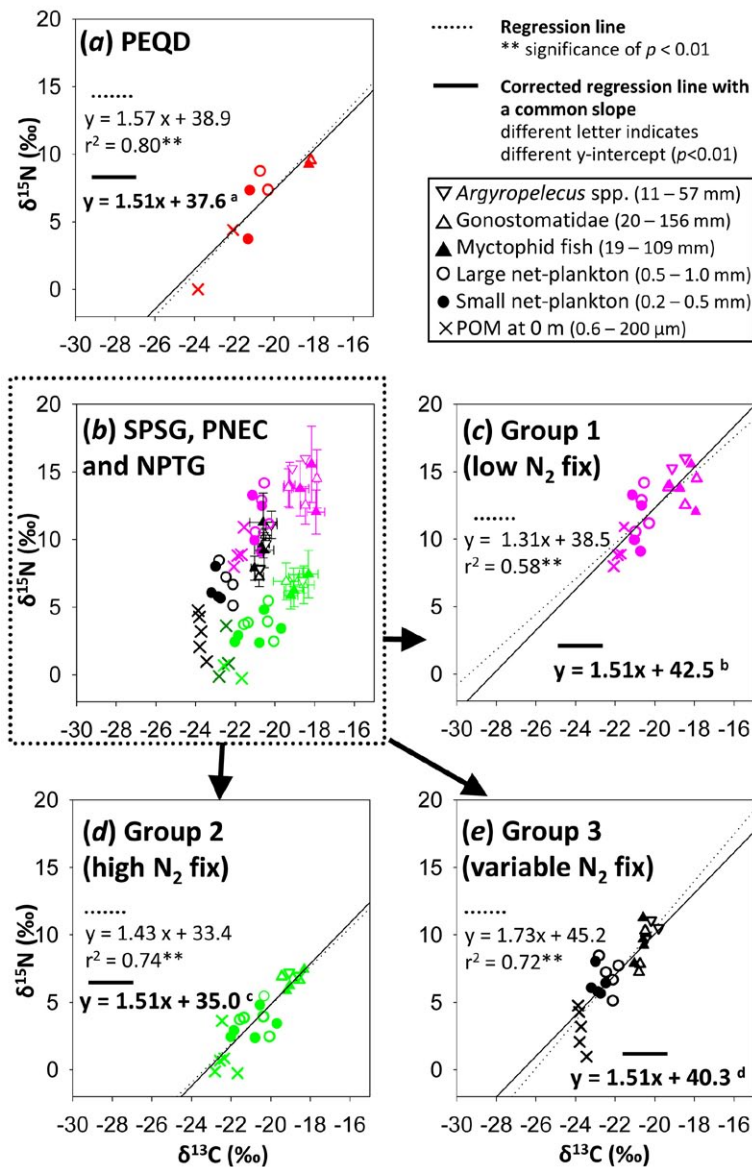 (a) PEQD
y = 1.57 x + 38.9
r² = 0.80**
y = 1.51x + 37.6 a
δ¹⁵N (‰)
20
15
10
5
0
-30 -28 -26 -24 -22 -20 -18 -16
Regression line
** significance of p < 0.01
Corrected regression line with
a common slope
different letter indicates
different y-intercept (p<0.01)
Argyropelecus spp. (11 – 57 mm)
Gonostomatidae (20 – 156 mm)
Myctophid fish (19 – 109 mm)
Large net-plankton (0.5 – 1.0 mm)
Small net-plankton (0.2 – 0.5 mm)
POM at 0 m (0.6 – 200 μm)
(b) SPSG, PNEC
and NPTG
δ¹⁵N (‰)
20
15
10
5
0
-30 -28 -26 -24 -22 -20 -18 -16
(c) Group 1
(low N₂ fix)
y = 1.31x + 38.5
r² = 0.58**
y = 1.51x + 42.5 b
20
15
10
5
0
-30 -28 -26 -24 -22 -20 -18 -16
(d) Group 2
(high N₂ fix)
y = 1.43 x + 33.4
r² = 0.74**
y = 1.51x + 35.0 c
δ¹⁵N (‰)
20
15
10
5
0
-30 -28 -26 -24 -22 -20 -18 -16
δ¹³C (‰)
(e) Group 3
(variable N₂ fix)
y = 1.73x + 45.2
r² = 0.72**
y = 1.51x + 40.3 d
20
15
10
5
0
-30 -28 -26 -24 -22 -20 -18 -16
δ¹³C (‰)